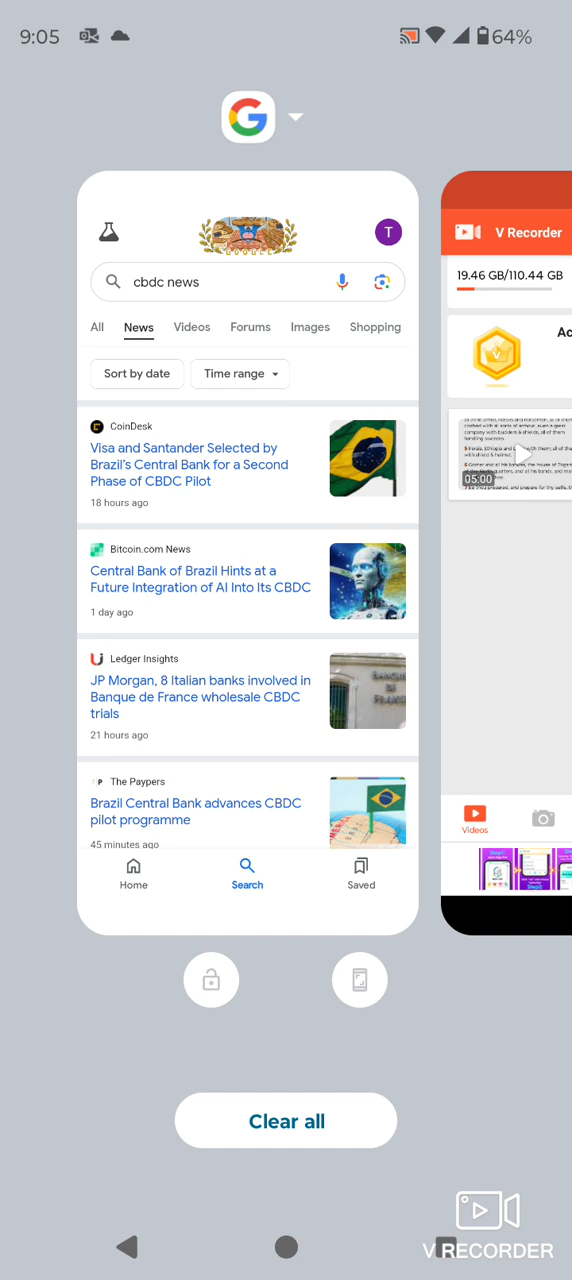 9:05
64%
cbdc news
All News Videos Forums Images Shopping
Sort by date Time range
CoinDesk
Visa and Santander Selected by
Brazil's Central Bank for a Second
Phase of CBDC Pilot
18 hours ago
Bitcoin.com News
Central Bank of Brazil Hints at a
Future Integration of AI Into Its CBDC
1 day ago
Ledger Insights
JP Morgan, 8 Italian banks involved in
Banque de France wholesale CBDC
trials
21 hours ago
The Paypers
Brazil Central Bank advances CBDC
pilot programme
45 minutes ago
Home Search Saved
T
V Recorder
19.46 GB/110.44 GB
Ac
05:00
Videos
Clear all
V RECORDER